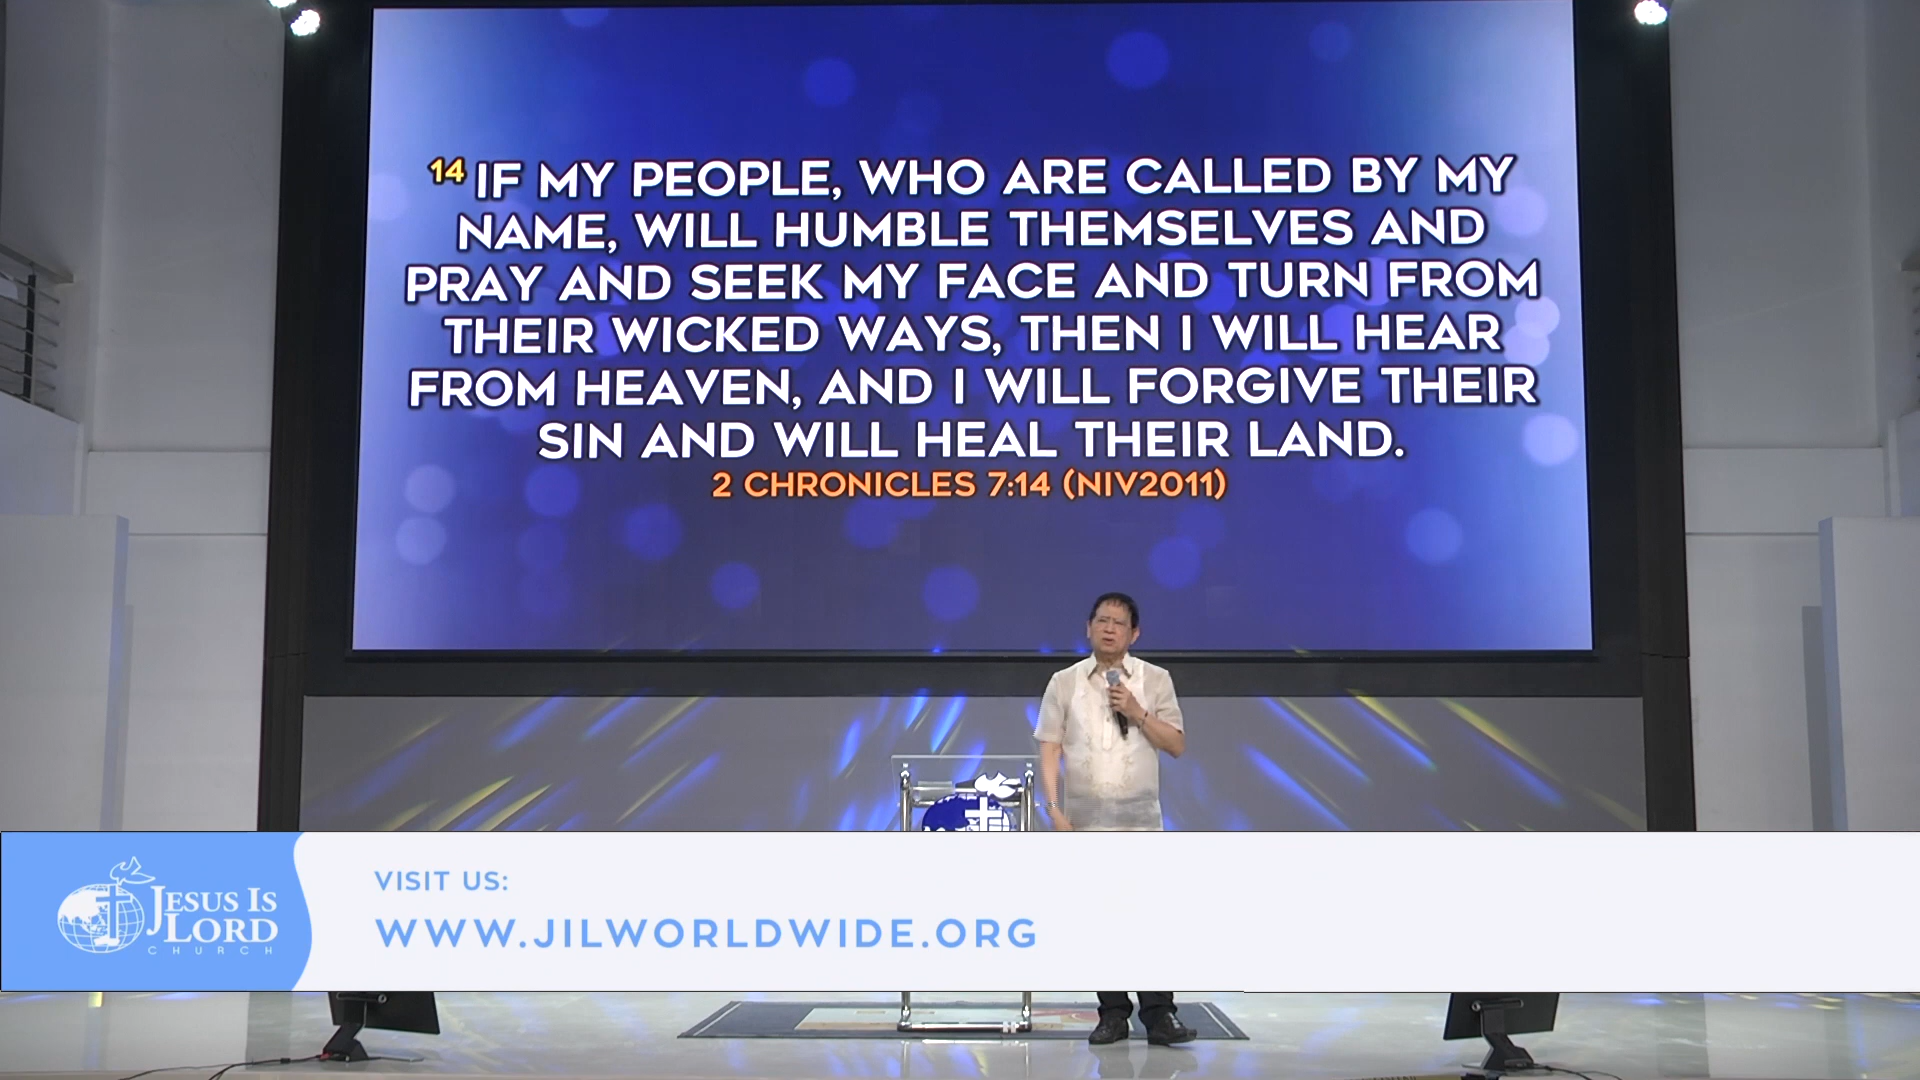 14 IF MY PEOPLE, WHO ARE CALLED BY MY
NAME, WILL HUMBLE THEMSELVES AND
PRAY AND SEEK MY FACE AND TURN FROM
THEIR WICKED WAYS, THEN I WILL HEAR
FROM HEAVEN, AND I WILL FORGIVE THEIR
SIN AND WILL HEAL THEIR LAND.
2 CHRONICLES 7:14 (NIV2011)
JESUS IS
LORD
CHURCH
VISIT US:
WWW.JILWORLDWIDE.ORG